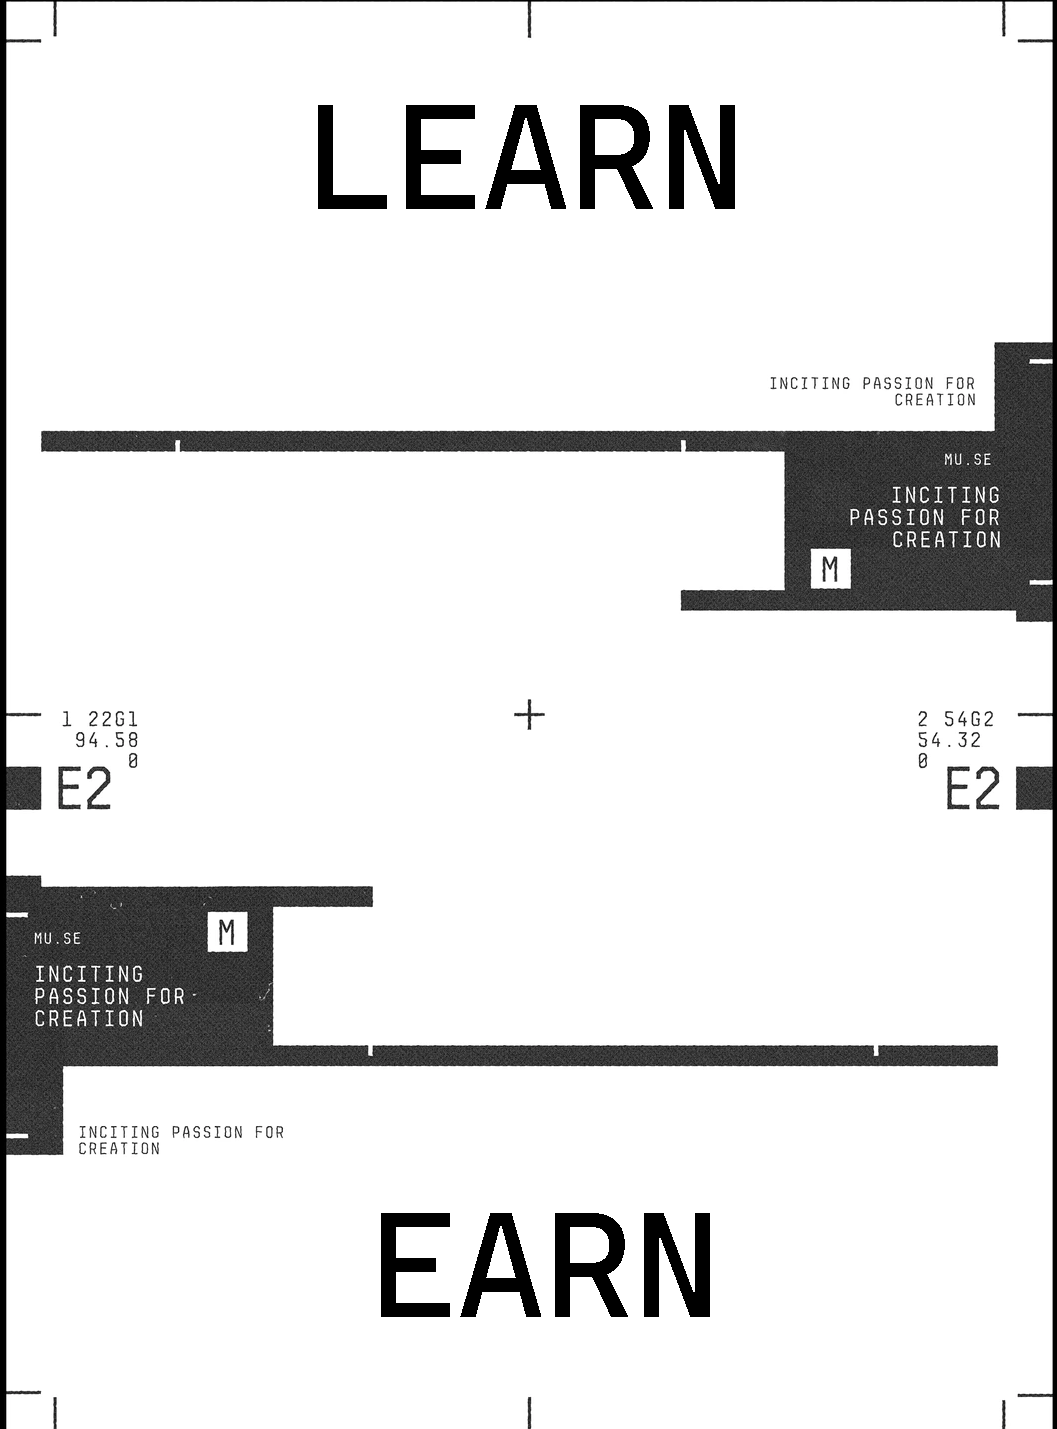 LEARN
INCITING PASSION FOR
CREATION
MU.SE
INCITING
PASSION FOR
CREATION
M
1 22G1
94.58
0
E2
2 54G2
54.32
0
E2
M
MU.SE
INCITING
PASSION FOR
CREATION
INCITING PASSION FOR
CREATION
EARN